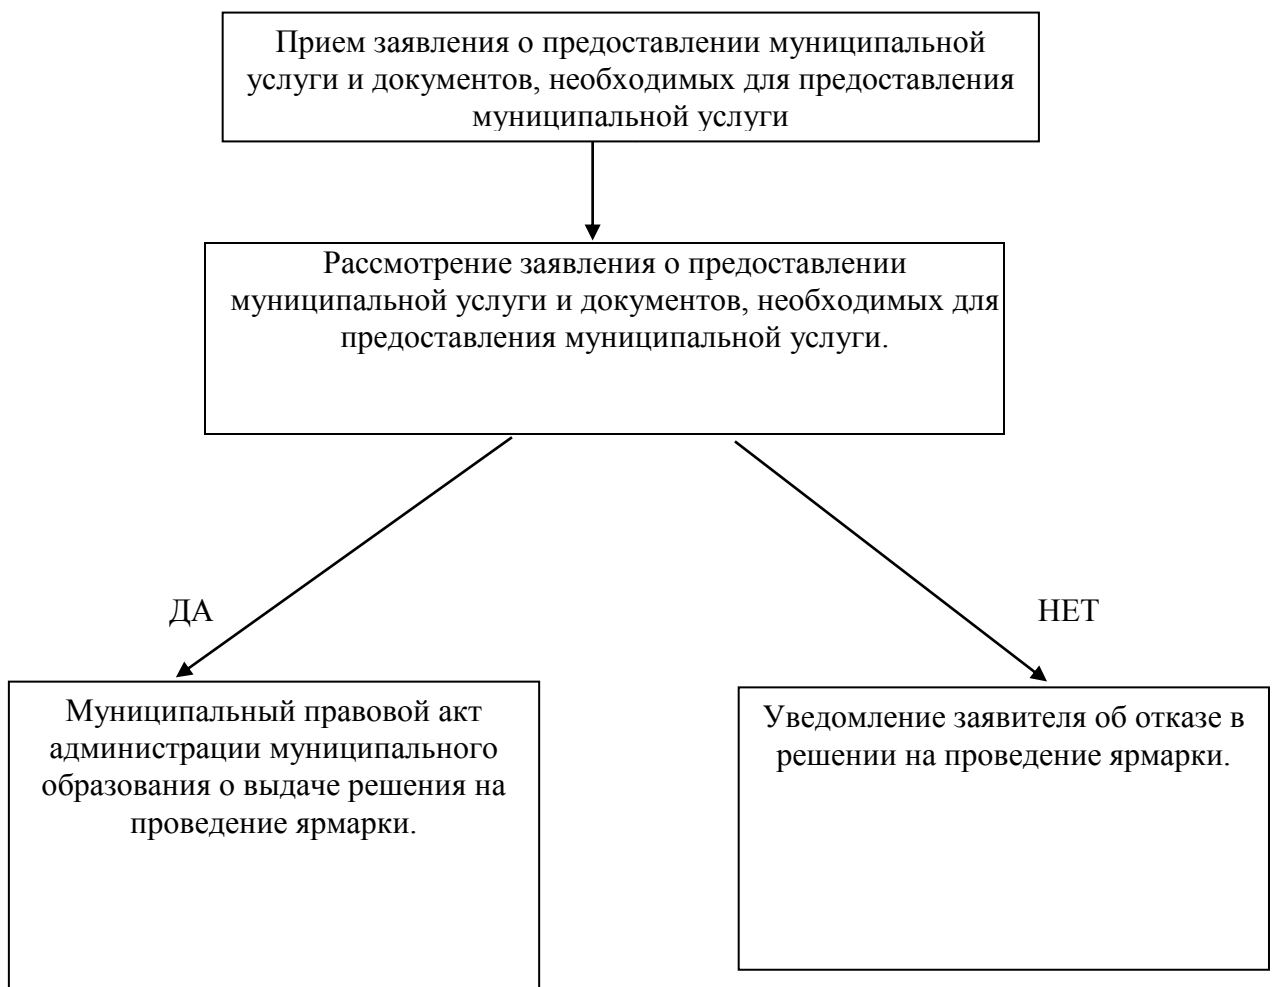 Прием заявления о предоставлении муниципальной
услуги и документов, необходимых для предоставления
муниципальной услуги
Рассмотрение заявления о предоставлении
муниципальной услуги и документов, необходимых для
предоставления муниципальной услуги.
ДА
НЕТ
Муниципальный правовой акт
администрации муниципального
образования о выдаче решения на
проведение ярмарки.
Уведомление заявителя об отказе в
решении на проведение ярмарки.